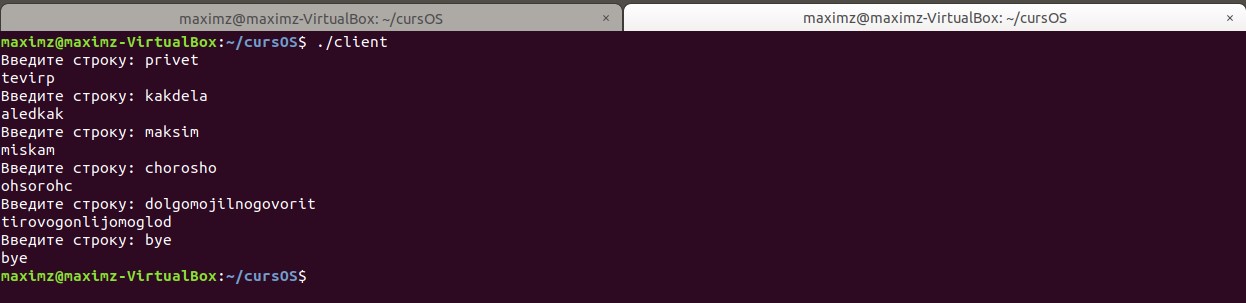 maximz@maximz-VirtualBox: ~/cursOS × maximz@maximz-VirtualBox: ~/cursOS ×
maximz@maximz-VirtualBox:~/cursOS$ ./client
Введите строку: privet
tevirp
Введите строку: kakdela
aledkak
Введите строку: maksim
miskam
Введите строку: chorosho
ohsorohc
Введите строку: dolgomojilnogovorit
tirovogonlijomoglod
Введите строку: bye
bye
maximz@maximz-VirtualBox:~/cursOS$